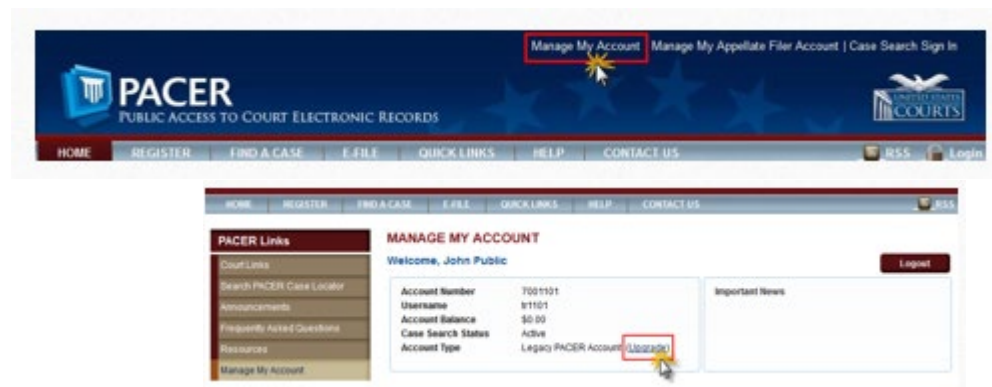 Manage My Account Manage My Appellate Filer Account | Case Search Sign In
PACER
PUBLIC ACCESS TO COURT ELECTRONIC RECORDS
UNITED STATES
COURTS
HOME REGISTER FIND A CASE E-FILE QUICK LINKS HELP CONTACT US RSS Login
HOME REGISTER FIND A CASE E-FILE QUICK LINKS HELP CONTACT US RSS
PACER Links
Court Links
Search PACER Case Locator
Announcements
Frequently Asked Questions
Resources
Manage My Account
MANAGE MY ACCOUNT
Welcome, John Public
Logout
Account Number 7001101
Username tr1101
Account Balance $0.00
Case Search Status Active
Account Type Legacy PACER Account (Upgrade)
Important News